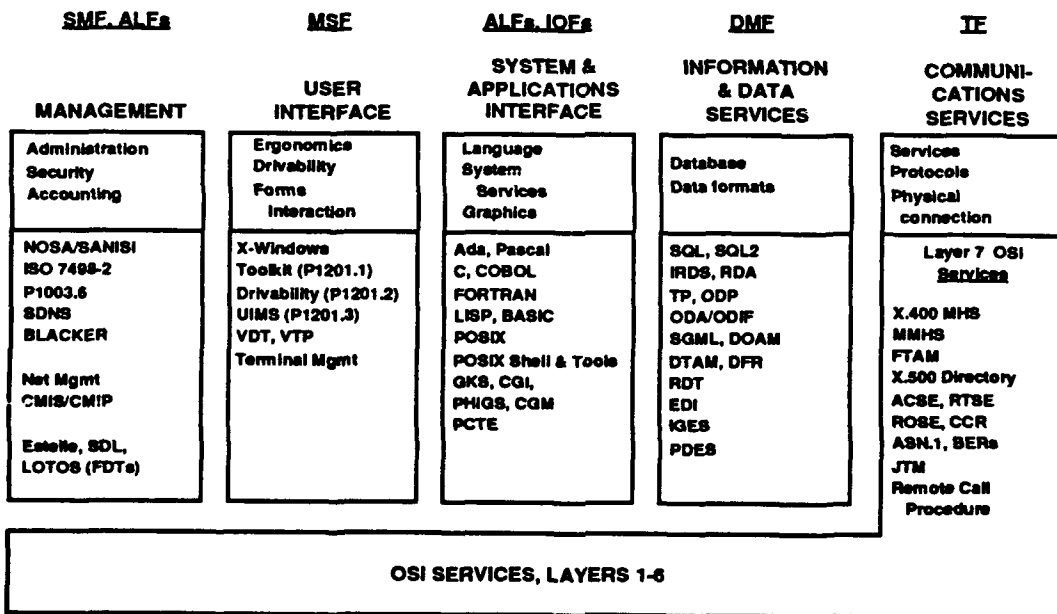 SMF, ALFs
MANAGEMENT
Administration
Security
Accounting
NOSA/SANISI
ISO 7498-2
P1003.6
SDNS
BLACKER
Net Mgmt
CMIS/CMIP
Estelle, SDL,
LOTOS (FDTs)
MSF
USER
INTERFACE
Ergonomics
Drivability
Forms
Interaction
X-Windows
Toolkit (P1201.1)
Drivability (P1201.2)
UIMS (P1201.3)
VDT, VTP
Terminal Mgmt
ALFs, IOFs
SYSTEM &
APPLICATIONS
INTERFACE
Language
System
Services
Graphics
Ada, Pascal
C, COBOL
FORTRAN
LISP, BASIC
POSIX
POSIX Shell & Tools
GKS, CGI,
PHIGS, CGM
PCTE
DMF
INFORMATION
& DATA
SERVICES
Database
Data formats
SQL, SQL2
IRDS, RDA
TP, ODP
ODA/ODIF
SGML, DOAM
DTAM, DFR
RDT
EDI
IGES
PDES
TF
COMMUNI-
CATIONS
SERVICES
Services
Protocols
Physical
connection
Layer 7 OSI
Services
X.400 MHS
MMHS
FTAM
X.500 Directory
ACSE, RTSE
ROSE, CCR
ASN.1, BERs
JTM
Remote Call
Procedure
OSI SERVICES, LAYERS 1-6